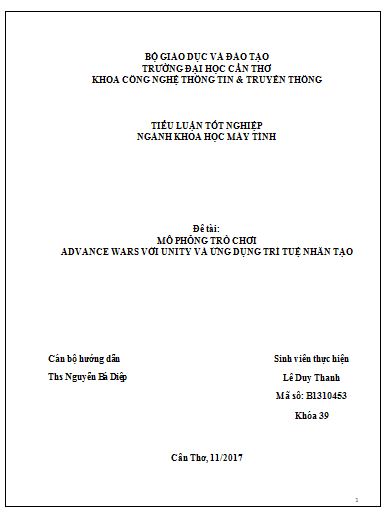 BỘ GIÁO DỤC VÀ ĐÀO TẠO
TRƯỜNG ĐẠI HỌC CẦN THƠ
KHOA CÔNG NGHỆ THÔNG TIN & TRUYỀN THÔNG
TIỂU LUẬN TỐT NGHIỆP
NGÀNH KHOA HỌC MÁY TÍNH
Đề tài:
MÔ PHỎNG TRÒ CHƠI
ADVANCE WARS VỚI UNITY VÀ ỨNG DỤNG TRÍ TUỆ NHÂN TẠO
Cán bộ hướng dẫn
Sinh viên thực hiện
Ths Nguyễn Bá Diệp
Lê Duy Thanh
Mã số: B1310453
Khóa 39
Cần Thơ, 11/2017
1